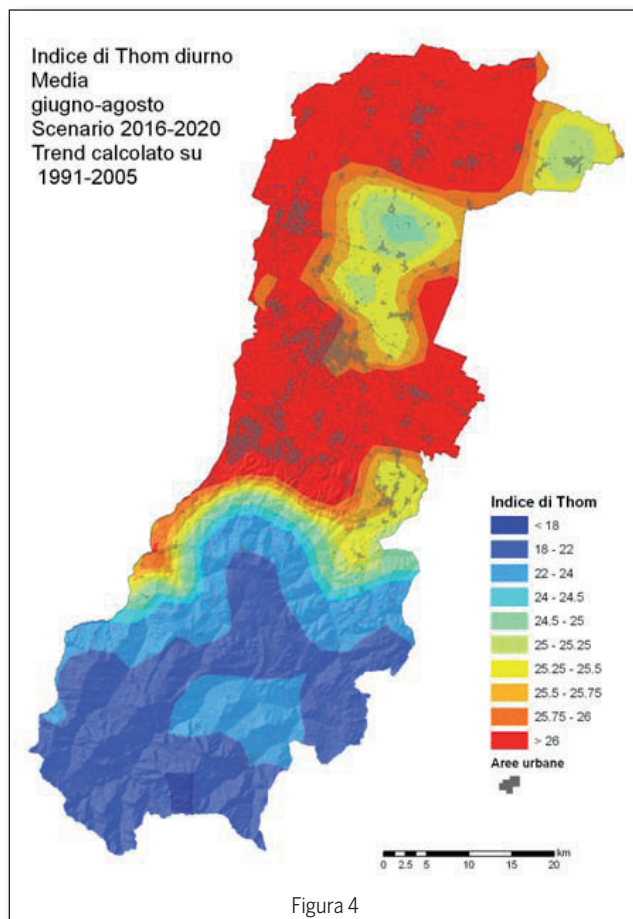 Indice di Thom diurno
Media
giugno-agosto
Scenario 2016-2020
Trend calcolato su
1991-2005
Indice di Thom
< 18
18 - 22
22 - 24
24 - 24.5
24.5 - 25
25 - 25.25
25.25 - 25.5
25.5 - 25.75
25.75 - 26
> 26
Aree urbane
km
0 2.5 5 10 15 20
Figura 4